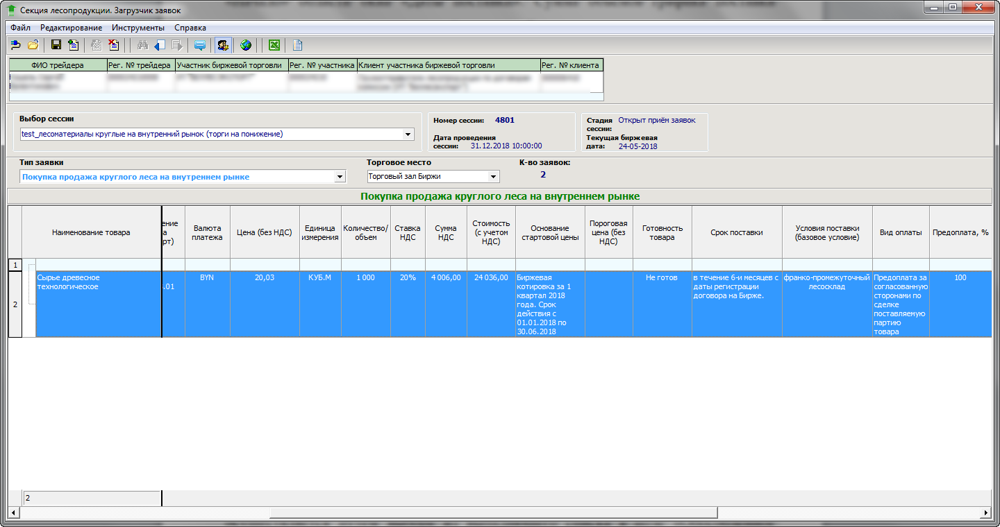 Секция лесопродукции. Загрузчик заявок
Файл Редактирование Инструменты Справка
ФИО трейдера Рег. № трейдера Участник биржевой торговли Рег. № участника Клиент участника биржевой торговли Рег. № клиента
Выбор сессии
test_лесоматериалы круглые на внутренний рынок (торги на понижение)
Номер сессии: 4801
Дата проведения
сессии: 31.12.2018 10:00:00
Стадия Открыт приём заявок
сессии:
Текущая биржевая
дата: 24-05-2018
Тип заявки
Покупка продажа круглого леса на внутреннем рынке
Торговое место
Торговый зал Биржи
К-во заявок:
2
Покупка продажа круглого леса на внутреннем рынке
Наименование товара
ение
а
рт)
Валюта
платежа
Цена (без НДС)
Единица
измерения
Количество/
объем
Ставка
НДС
Сумма
НДС
Стоимость
(с учетом
НДС)
Основание
стартовой цены
Пороговая
цена (без
НДС)
Готовность
товара
Срок поставки
Условия поставки
(базовое условие)
Вид оплаты
Предоплата, %
1
2
Сырье древесное
технологическое
.01
BYN
20,03
КУБ.М
1 000
20%
4 006,00
24 036,00
Биржевая
котировка за 1
квартал 2018
года. Срок
действия с
01.01.2018 по
30.06.2018
Не готов
в течение 6-и месяцев с
даты регистрации
договора на Бирже.
франко-промежуточный
лесосклад
Предоплата за
согласованную
сторонами по
сделке
поставляемую
партию
товара
100
2